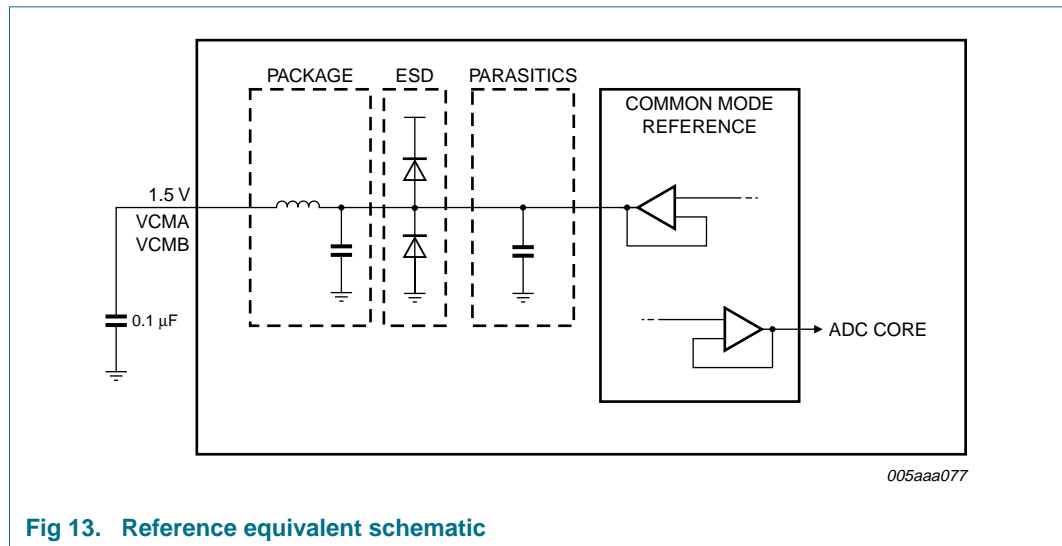 PACKAGE
ESD
PARASITICS
COMMON MODE
REFERENCE
1.5 V
VCMA
VCMB
0.1 μF
ADC CORE
005aaa077
Fig 13. Reference equivalent schematic